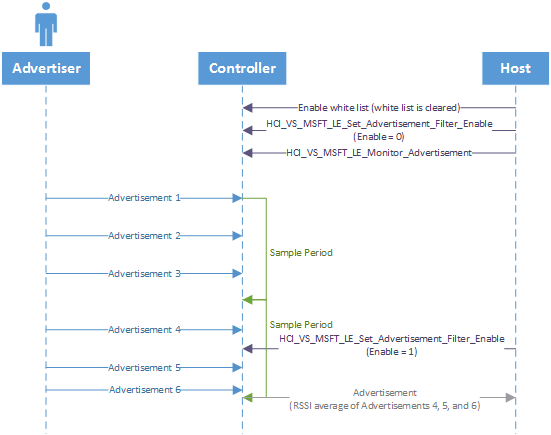 Advertiser
Controller
Host
Enable white list (white list is cleared)
HCI_VS_MSFT_LE_Set_Advertisement_Filter_Enable
(Enable = 0)
HCI_VS_MSFT_LE_Monitor_Advertisement
Advertisement 1
Advertisement 2
Sample Period
Advertisement 3
Sample Period
Advertisement 4
HCI_VS_MSFT_LE_Set_Advertisement_Filter_Enable
(Enable = 1)
Advertisement 5
Advertisement 6
Advertisement
(RSSI average of Advertisements 4, 5, and 6)